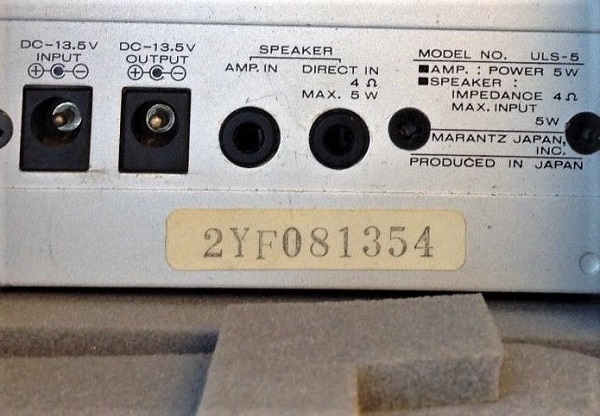 DC-13.5V
INPUT
⊕-◉-⊖
DC-13.5V
OUTPUT
⊕-◉-⊖
SPEAKER
AMP. IN
DIRECT IN
4 Ω
MAX. 5 W
MODEL NO. ULS-5
■AMP. : POWER 5W
■SPEAKER :
IMPEDANCE 4Ω
MAX. INPUT
5W
MARANTZ JAPAN,
INC.
PRODUCED IN JAPAN
2YF081354